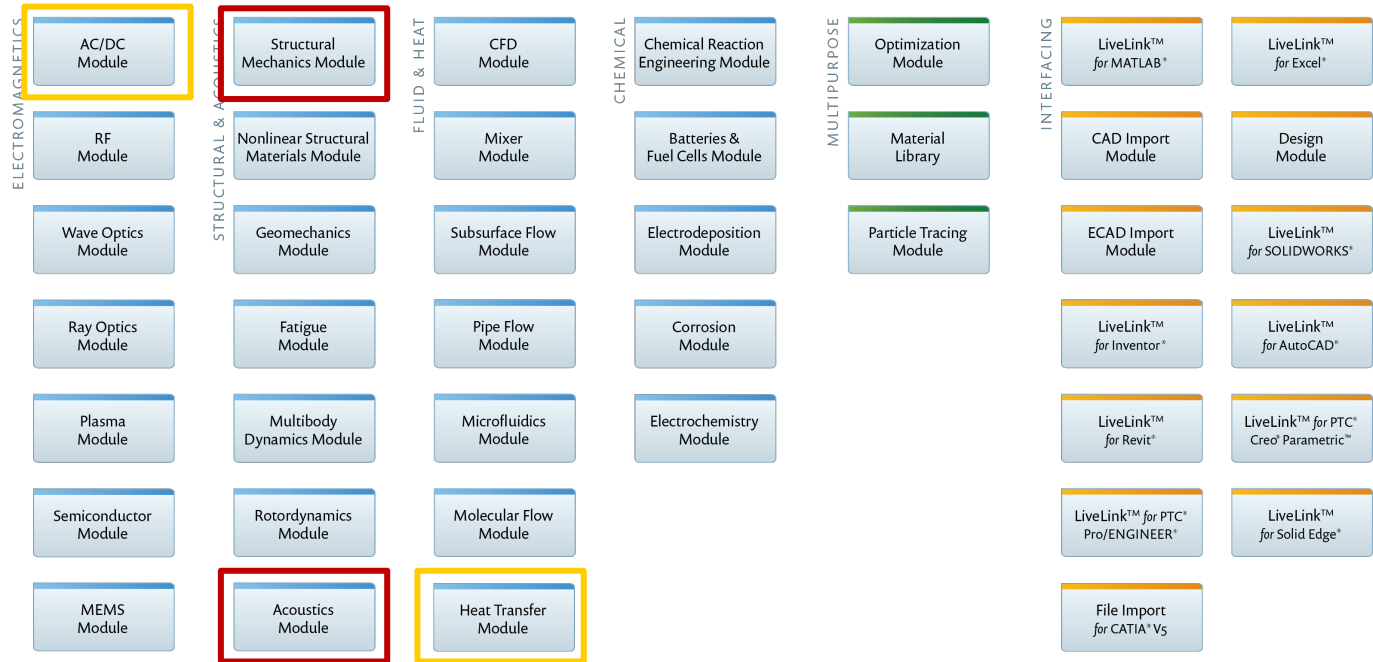 ELECTROMAGNETICS
AC/DC
Module
RF
Module
Wave Optics
Module
Ray Optics
Module
Plasma
Module
Semiconductor
Module
MEMS
Module
STRUCTURAL & ACOUSTICS
Structural
Mechanics Module
Nonlinear Structural
Materials Module
Geomechanics
Module
Fatigue
Module
Multibody
Dynamics Module
Rotordynamics
Module
Acoustics
Module
FLUID & HEAT
CFD
Module
Mixer
Module
Subsurface Flow
Module
Pipe Flow
Module
Microfluidics
Module
Molecular Flow
Module
Heat Transfer
Module
CHEMICAL
Chemical Reaction
Engineering Module
Batteries &
Fuel Cells Module
Electrodeposition
Module
Corrosion
Module
Electrochemistry
Module
MULTIPURPOSE
Optimization
Module
Material
Library
Particle Tracing
Module
INTERFACING
LiveLink™
for MATLAB®
CAD Import
Module
ECAD Import
Module
LiveLink™
for Inventor®
LiveLink™
for Revit®
LiveLink™ for PTC®
Pro/ENGINEER®
File Import
for CATIA® V5
LiveLink™
for Excel®
Design
Module
LiveLink™
for SOLIDWORKS®
LiveLink™
for AutoCAD®
LiveLink™ for PTC®
Creo® Parametric™
LiveLink™
for Solid Edge®